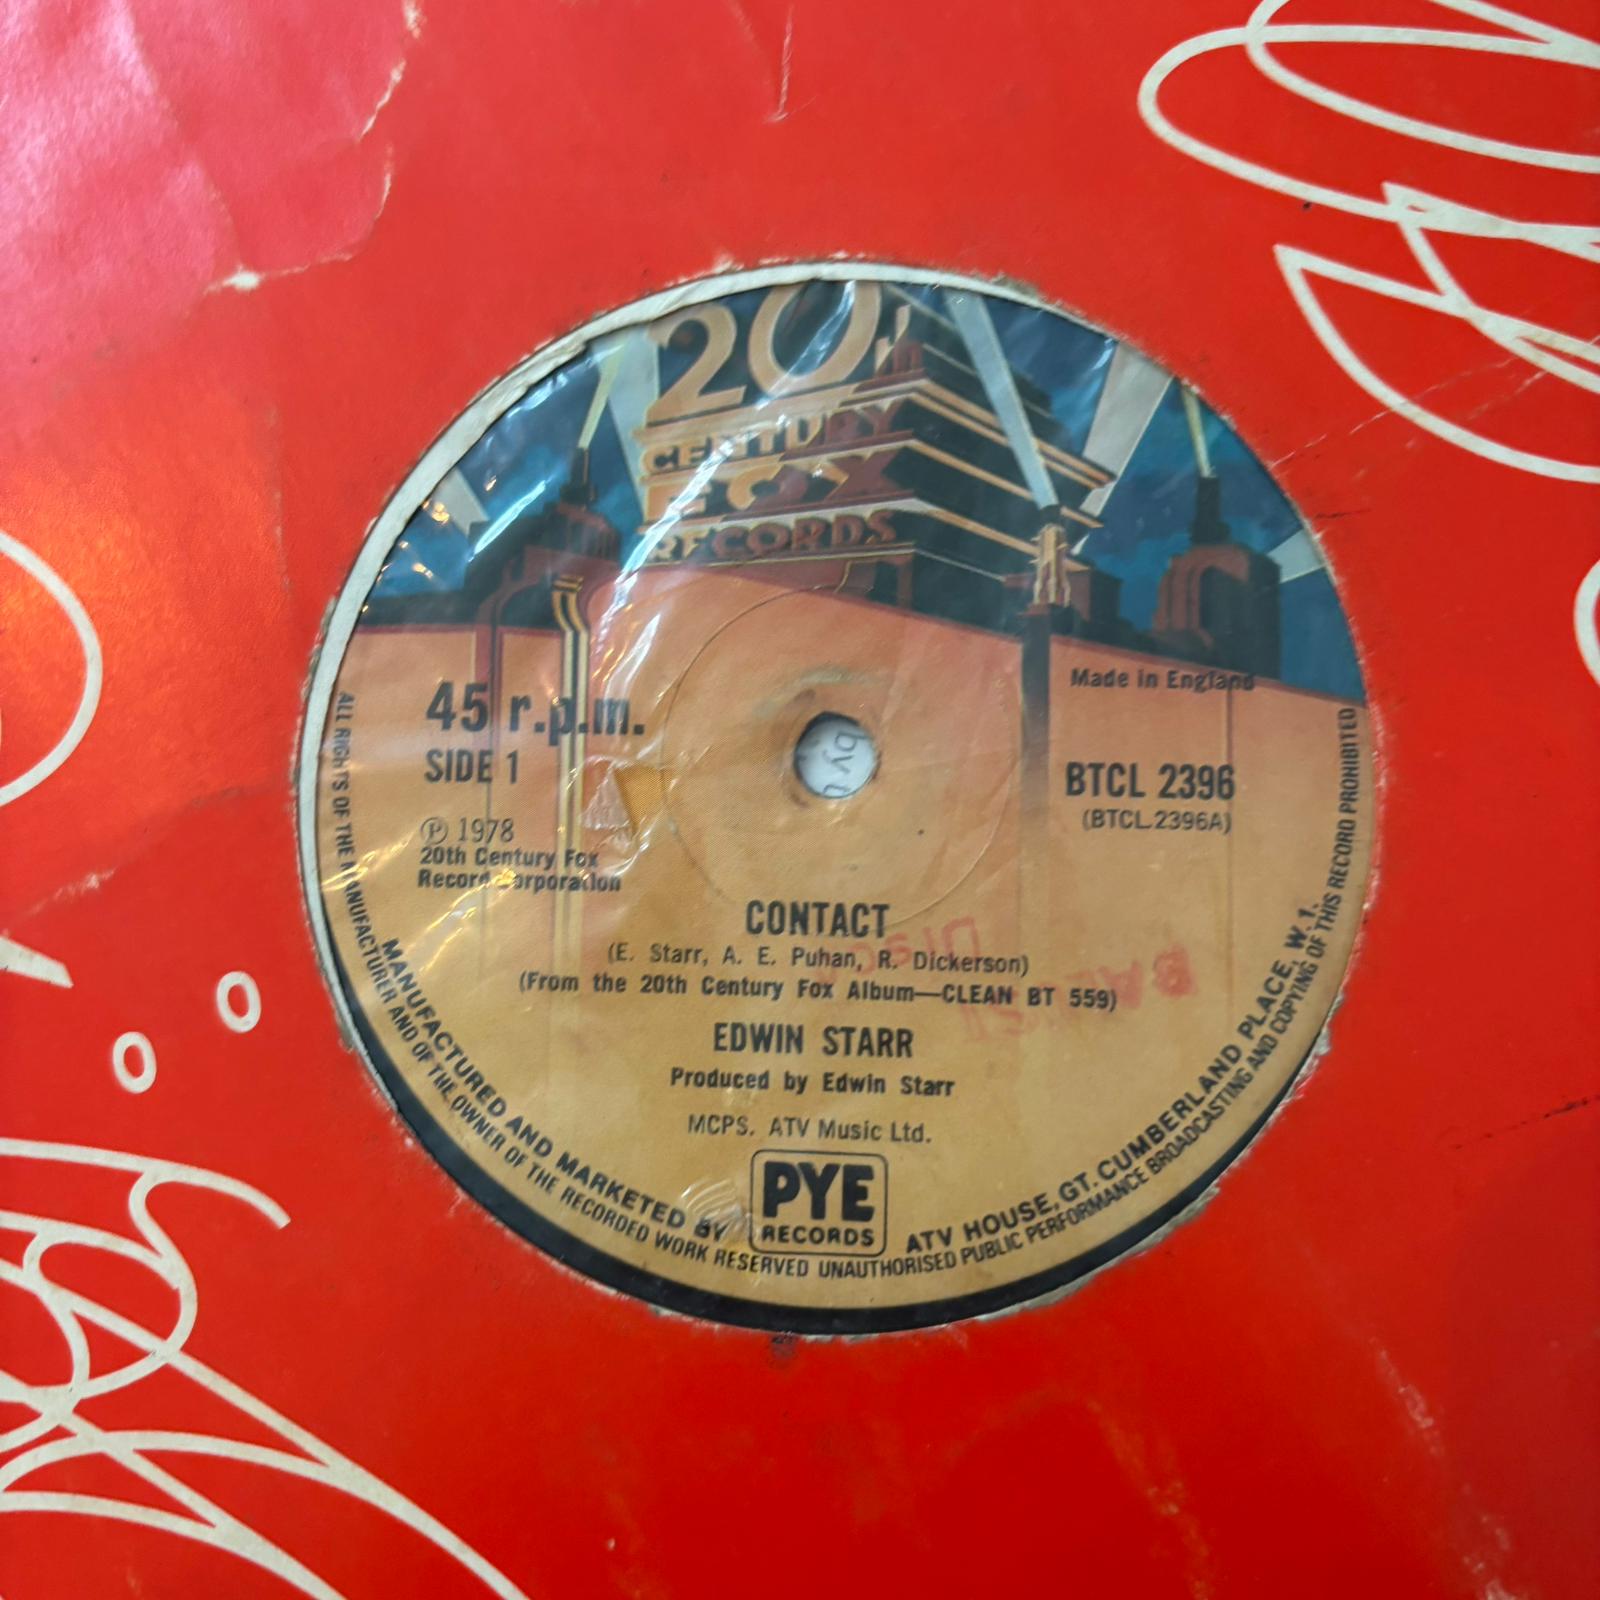 20
CENTURY
FOX
RECORDS
45 r.p.m.
SIDE 1
Ⓟ 1978
20th Century Fox
Record Corporation
Made in England
BTCL 2396
(BTCL.2396A)
CONTACT
(E. Starr, A. E. Puhan, R. Dickerson)
(From the 20th Century Fox Album—CLEAN BT 559)
EDWIN STARR
Produced by Edwin Starr
MCPS. ATV Music Ltd.
PYE
RECORDS
MANUFACTURED AND MARKETED BY
ATV HOUSE, GT. CUMBERLAND PLACE, W.1.
ALL RIGHTS OF THE MANUFACTURER AND OF THE OWNER OF THE RECORDED WORK RESERVED UNAUTHORISED PUBLIC PERFORMANCE BROADCASTING AND COPYING OF THIS RECORD PROHIBITED
by